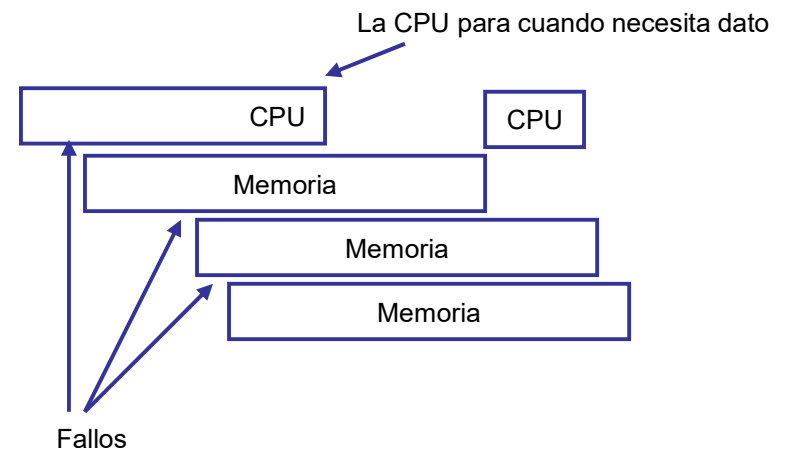 La CPU para cuando necesita dato
CPU
CPU
Memoria
Memoria
Memoria
Fallos